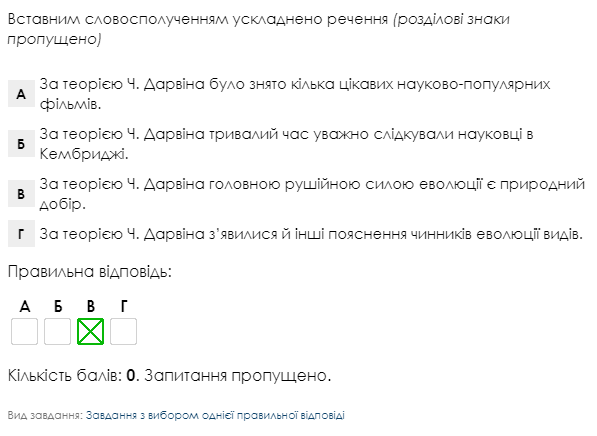 Вставним словосполученням ускладнено речення (розділові знаки
пропущено)
А За теорією Ч. Дарвіна було знято кілька цікавих науково-популярних
фільмів.
Б За теорією Ч. Дарвіна тривалий час уважно слідкували науковці в
Кембриджі.
В За теорією Ч. Дарвіна головною рушійною силою еволюції є природний
добір.
Г За теорією Ч. Дарвіна з’явилися й інші пояснення чинників еволюції видів.
Правильна відповідь:
А Б В Г
Кількість балів: 0. Запитання пропущено.
Вид завдання: Завдання з вибором однієї правильної відповіді